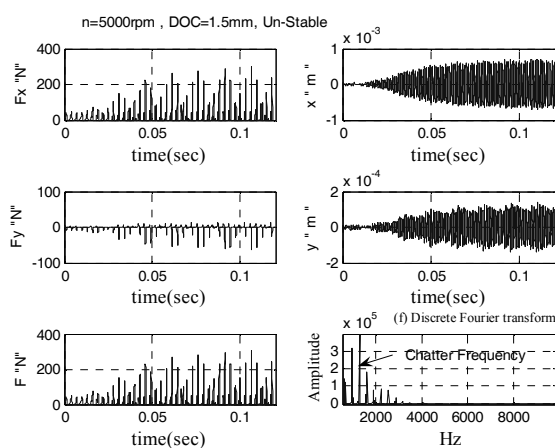 n=5000rpm , DOC=1.5mm, Un-Stable
400
200
0
Fx "N"
0 0.05 0.1
time(sec)
x 10^-3
1
0
-1
x " m "
0.05 0.1
time(sec)
100
0
-100
Fy "N"
0 0.05 0.1
time(sec)
x 10^-4
2
0
-2
y " m "
0.05 0.1
time(sec)
400
200
0
F "N"
0 0.05 0.1
time(sec)
(f) Discrete Fourier transform
x 10^5
3
2
1
0
Amplitude
Chatter Frequency
2000 4000 6000 8000
Hz